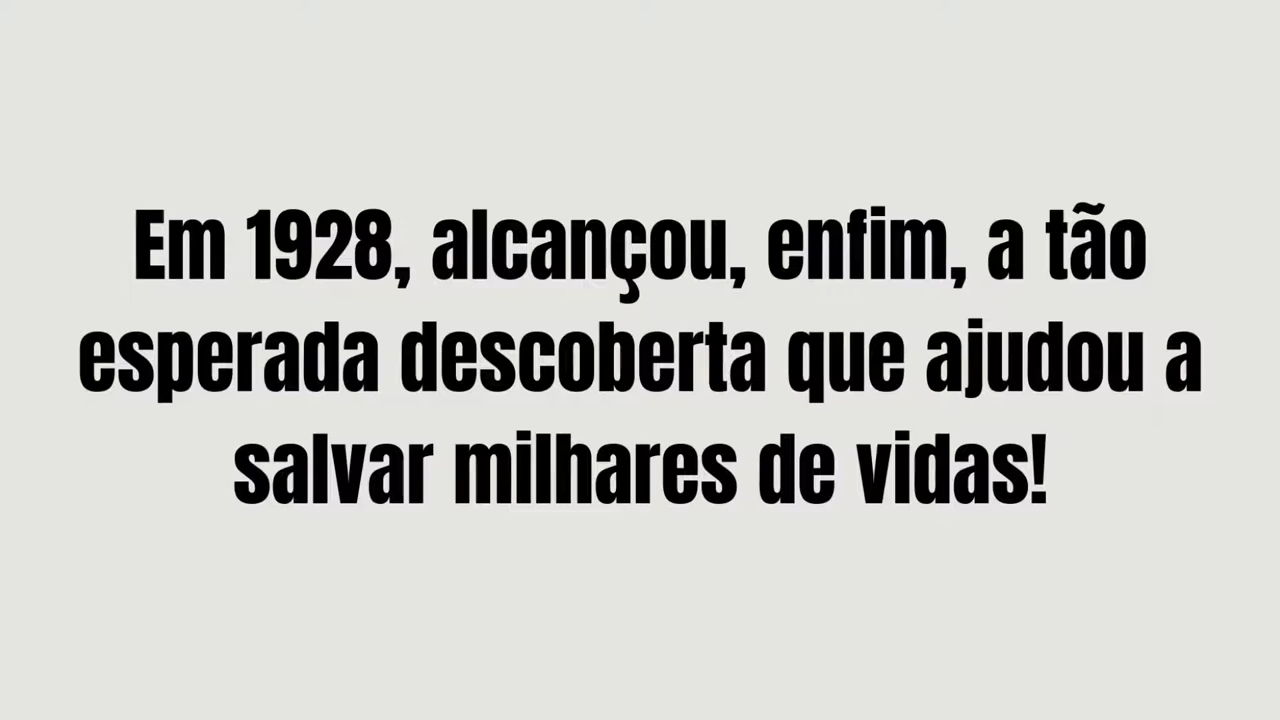 Em 1928, alcançou, enfim, a tão
esperada descoberta que ajudou a
salvar milhares de vidas!